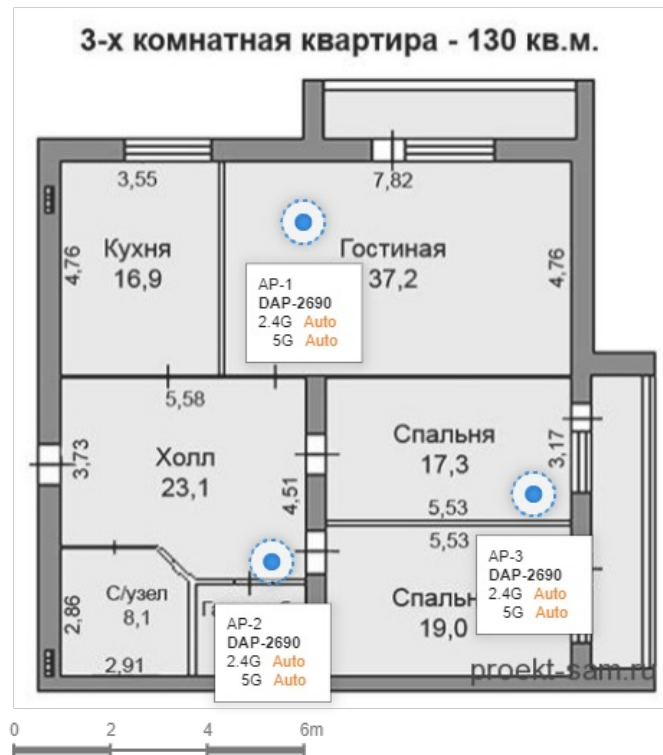 3-х комнатная квартира - 130 кв.м.
3,55
7,82
Кухня
16,9
4,76
Гостиная
37,2
4,76
AP-1
DAP-2690
2.4G Auto
5G Auto
5,58
Холл
23,1
3,73
4,51
Спальня
17,3
3,17
5,53
5,53
AP-3
DAP-2690
2.4G Auto
5G Auto
С/узел
8,1
2,86
2,91
AP-2
DAP-2690
2.4G Auto
5G Auto
19,0
proekt-sam.ru
0 2 4 6m